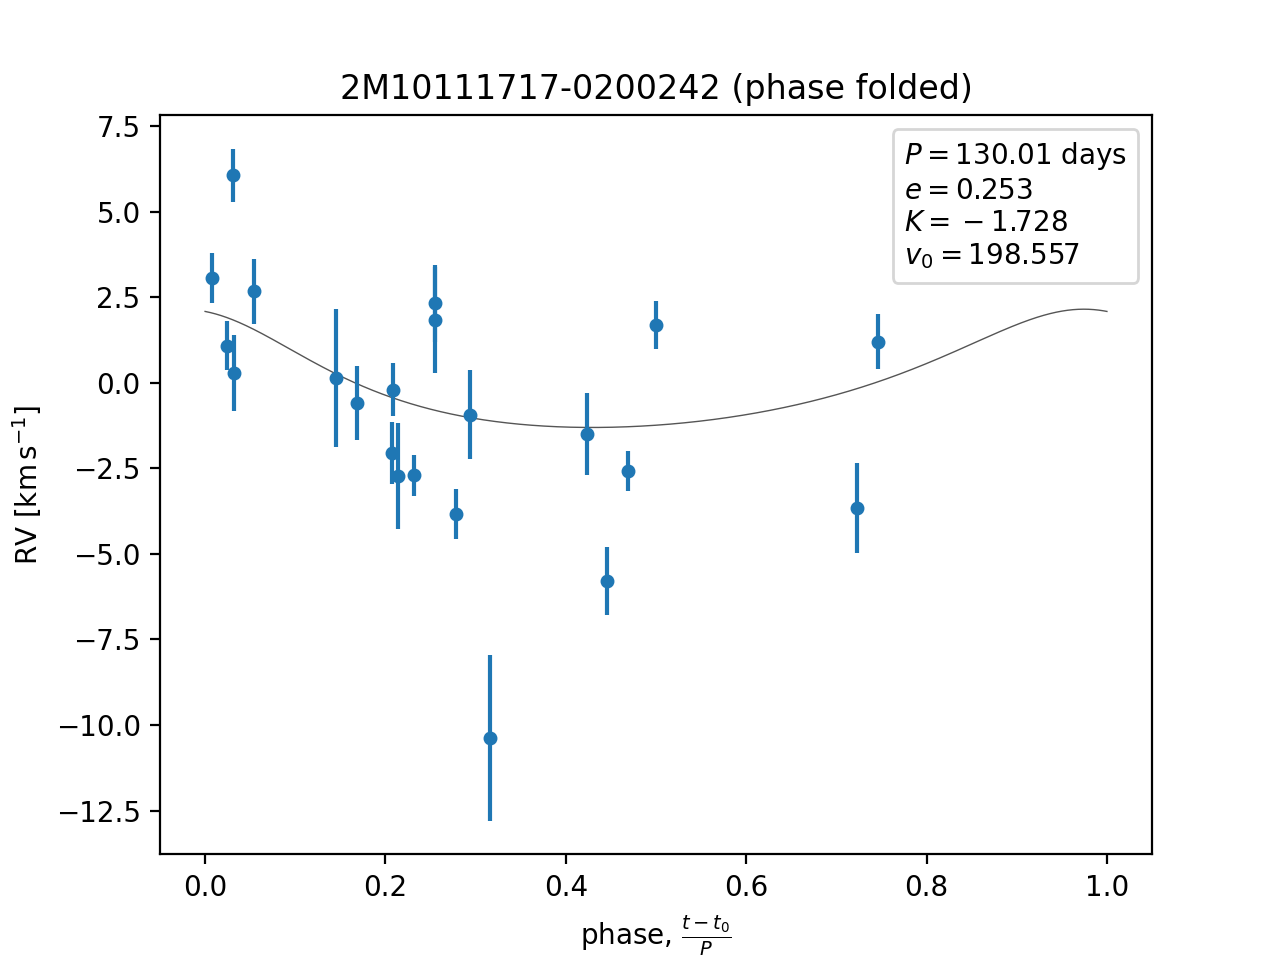 2M10111717-0200242 (phase folded)
P = 130.01 days
e = 0.253
K = −1.728
v₀ = 198.557
RV [km s⁻¹]
7.5
5.0
2.5
0.0
−2.5
−5.0
−7.5
−10.0
−12.5
0.0 0.2 0.4 0.6 0.8 1.0
phase, (t − t₀)/P